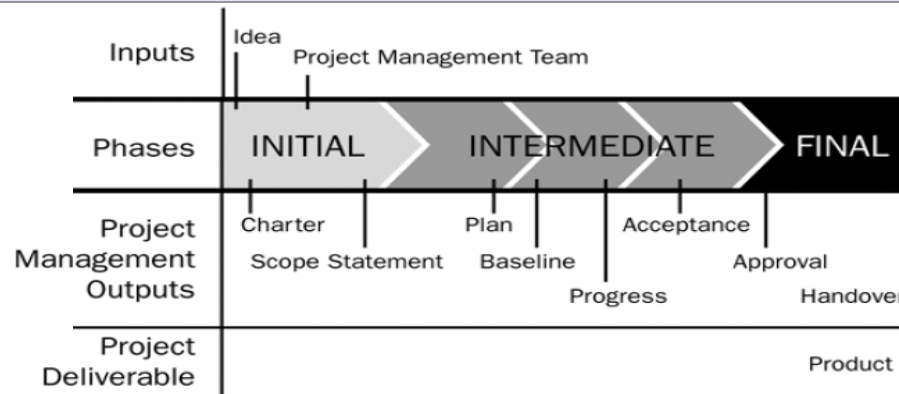 Inputs
Idea
Project Management Team
Phases
INITIAL
INTERMEDIATE
FINAL
Project
Management
Outputs
Charter
Scope Statement
Plan
Baseline
Progress
Acceptance
Approval
Handove
Project
Deliverable
Product